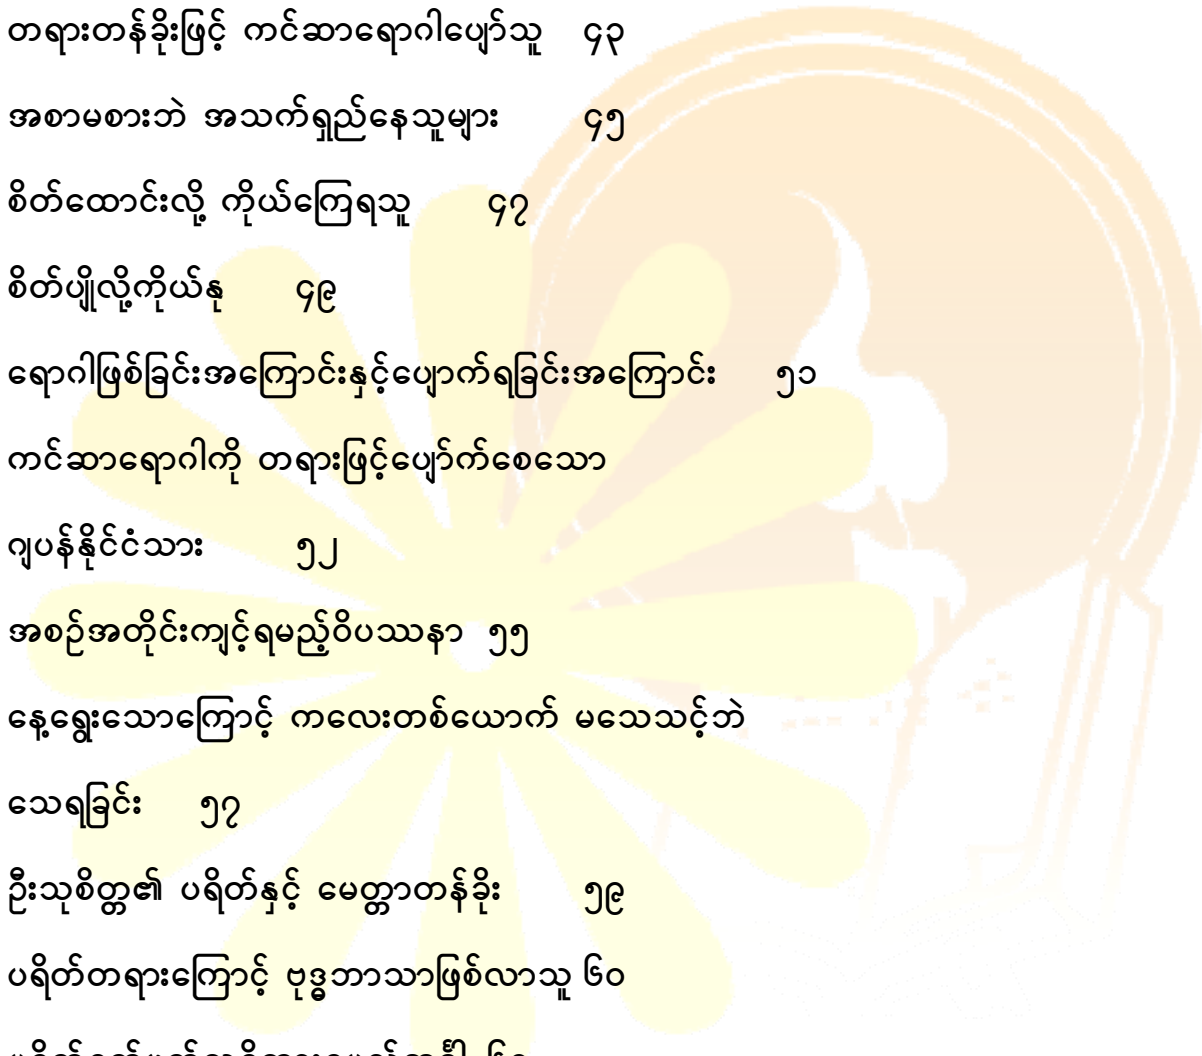 တရားတန်ခိုးဖြင့် ကင်ဆာရောဂါပျော်သူ ၄၃
အစာမစားဘဲ အသက်ရှည်နေသူများ ၄၅
စိတ်ထောင်းလို့ ကိုယ်ကြေရသူ ၄၇
စိတ်ပျိုလို့ကိုယ်နု ၄၉
ရောဂါဖြစ်ခြင်းအကြောင်းနှင့်ပျောက်ရခြင်းအကြောင်း ၅၁
ကင်ဆာရောဂါကို တရားဖြင့်ပျော်က်စေသော
ဂျပန်နိုင်ငံသား ၅၂
အစဉ်အတိုင်းကျင့်ရမည့်ဝိပဿနာ ၅၅
နေ့ရွေးသောကြောင့် ကလေးတစ်ယောက် မသေသင့်ဘဲ
သေရခြင်း ၅၇
ဦးသုစိတ္တ၏ ပရိတ်နှင့် မေတ္တာတန်ခိုး ၅၉
ပရိတ်တရားကြောင့် ဗုဒ္ဓဘာသာဖြစ်လာသူ ၆၀